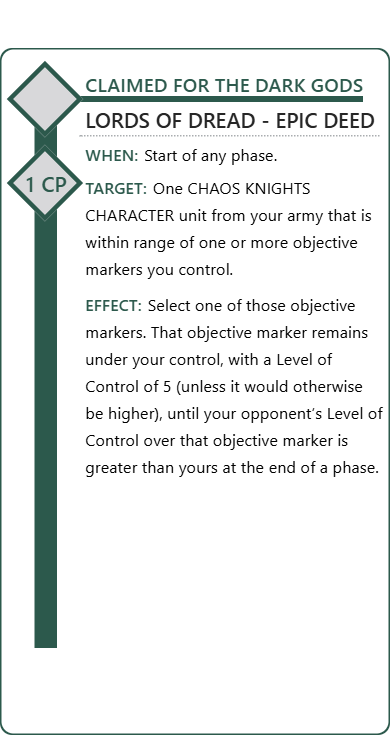 CLAIMED FOR THE DARK GODS
LORDS OF DREAD - EPIC DEED
1 CP
WHEN: Start of any phase.
TARGET: One CHAOS KNIGHTS
CHARACTER unit from your army that is
within range of one or more objective
markers you control.
EFFECT: Select one of those objective
markers. That objective marker remains
under your control, with a Level of
Control of 5 (unless it would otherwise
be higher), until your opponent’s Level of
Control over that objective marker is
greater than yours at the end of a phase.